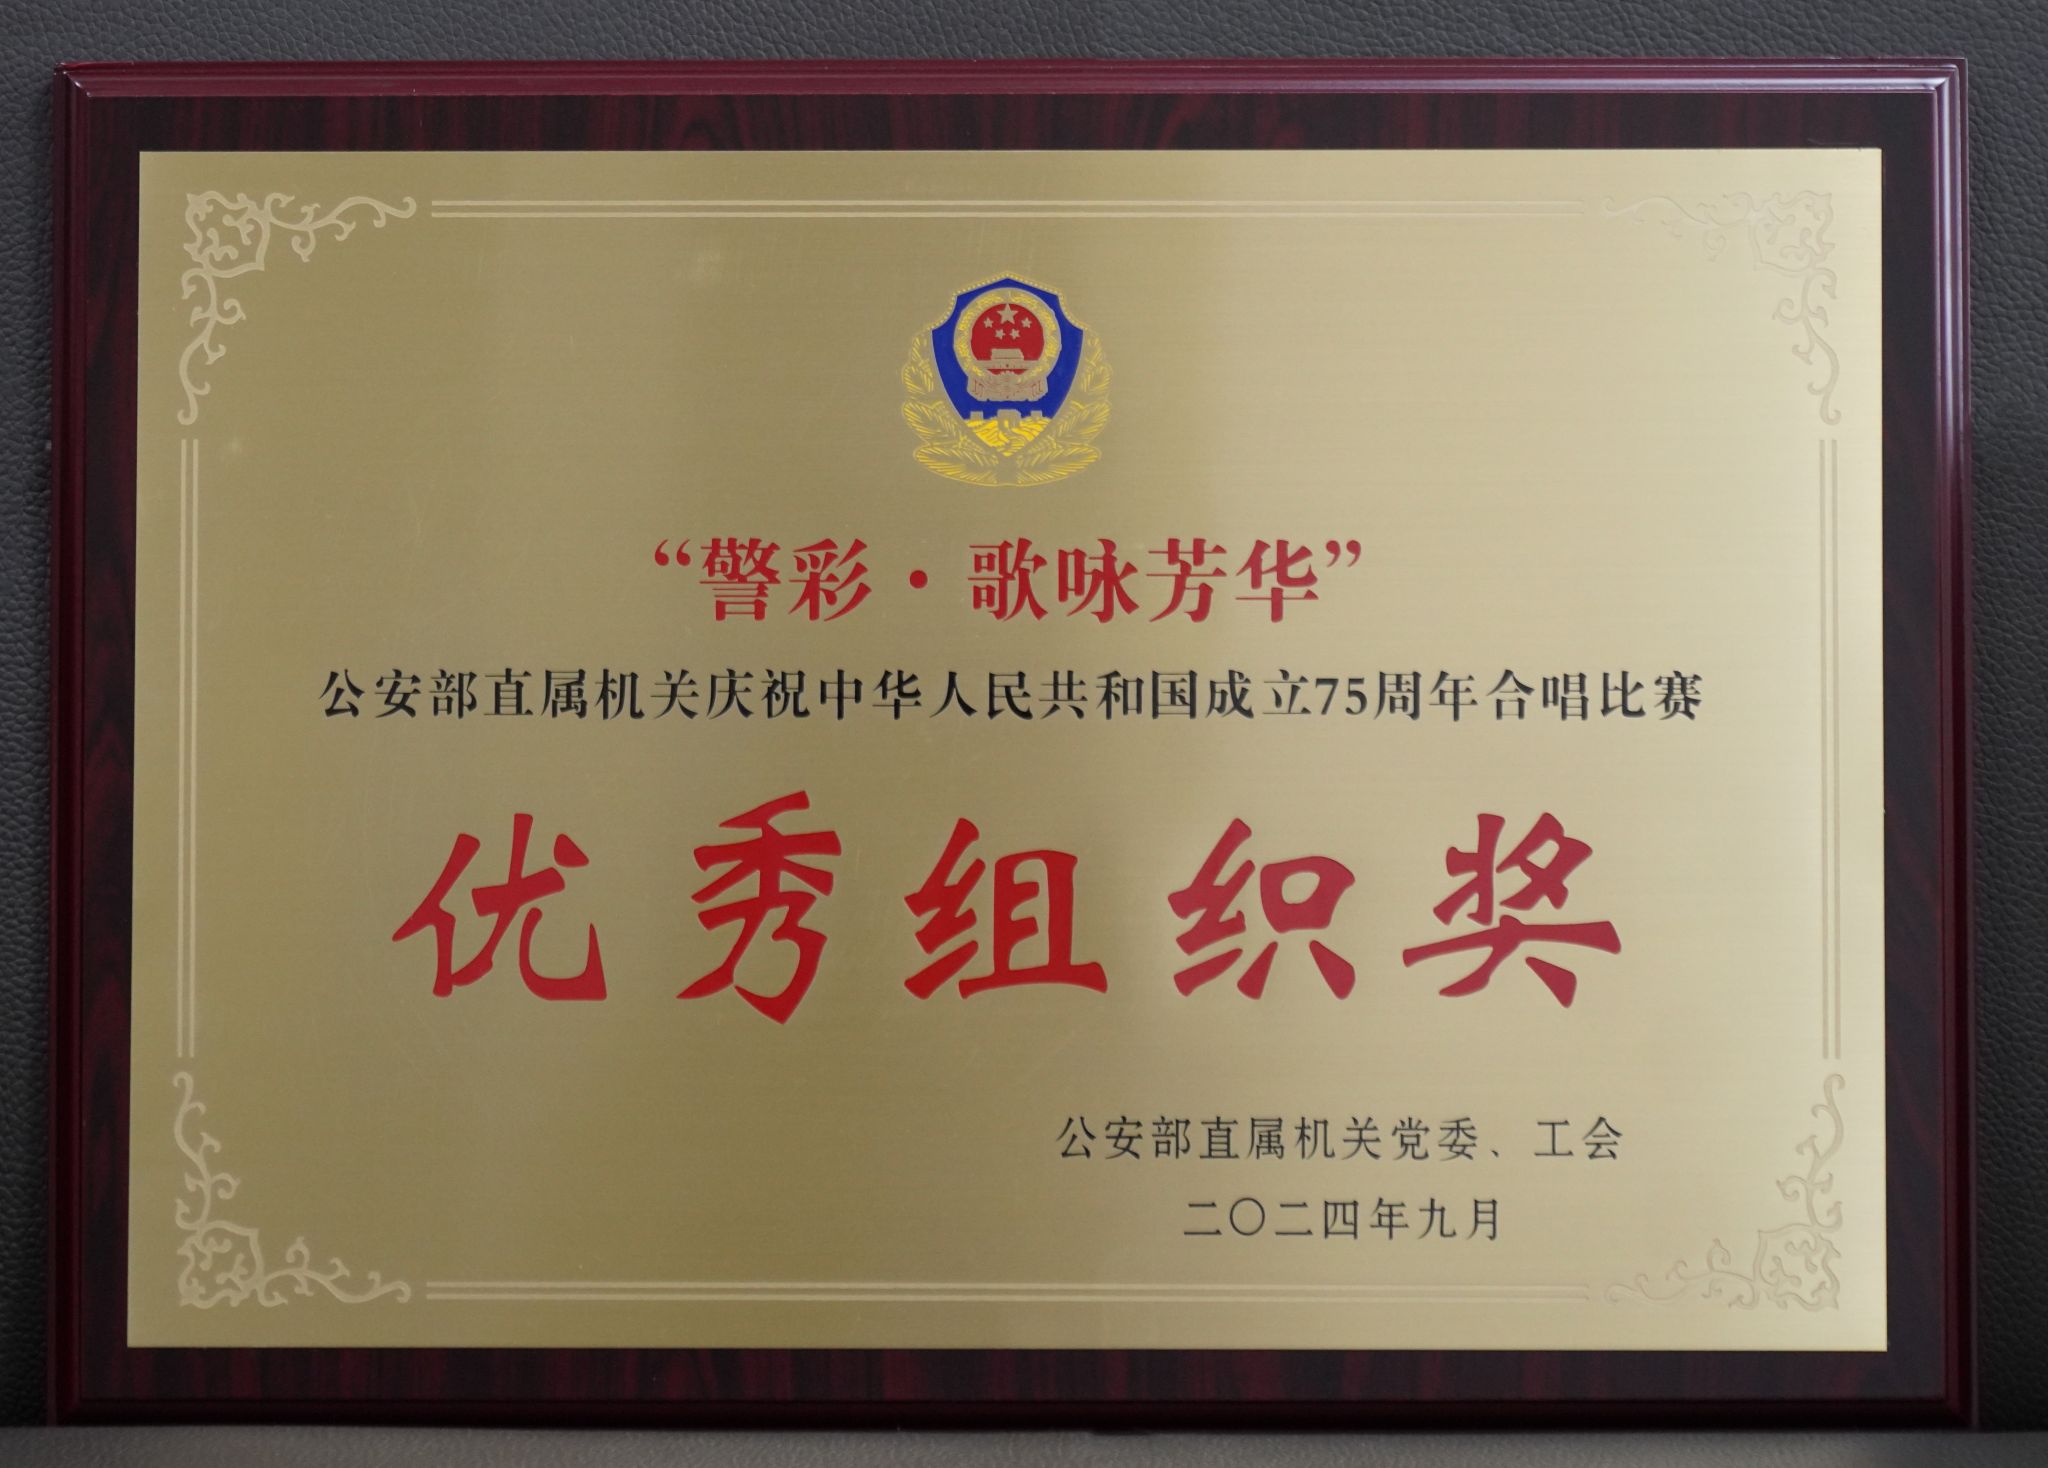 “警彩·歌咏芳华”
公安部直属机关庆祝中华人民共和国成立75周年合唱比赛
优秀组织奖
公安部直属机关党委、工会
二〇二四年九月